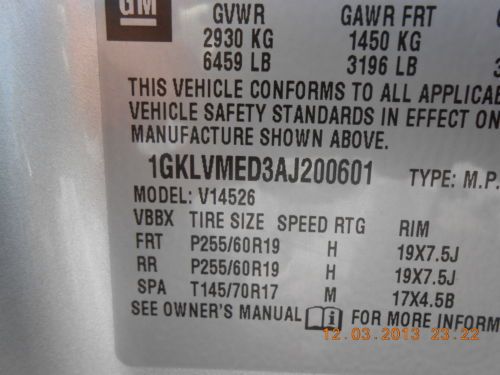 GM
GVWR GAWR FRT
2930 KG 1450 KG
6459 LB 3196 LB
THIS VEHICLE CONFORMS TO ALL APPLICAB
VEHICLE SAFETY STANDARDS IN EFFECT ON
MANUFACTURE SHOWN ABOVE.
1GKLVMED3AJ200601 TYPE: M.P.
MODEL: V14526
VBBX TIRE SIZE SPEED RTG RIM
FRT P255/60R19 H 19X7.5J
RR P255/60R19 H 19X7.5J
SPA T145/70R17 M 17X4.5B
SEE OWNER'S MANUAL i FOR MORE INFORM
12.03.2013 23:22